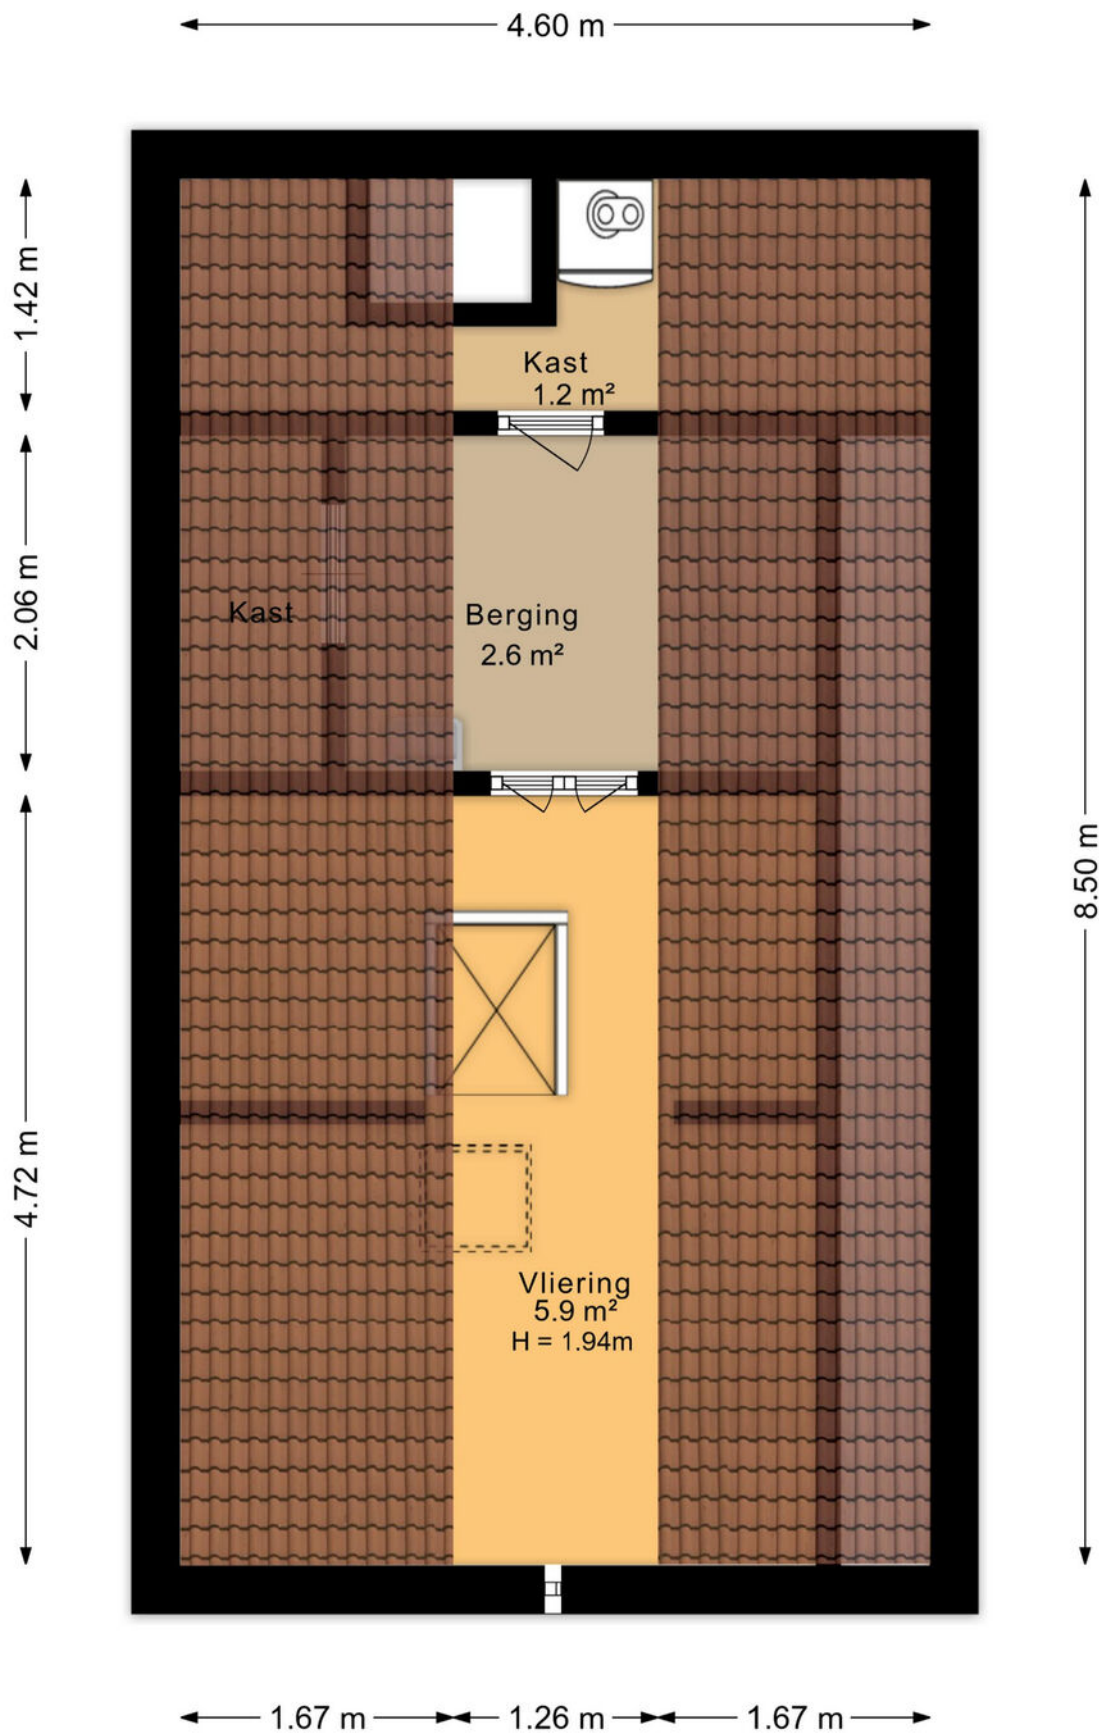 4.60 m
1.42 m
Kast
1.2 m²
2.06 m
Kast
Berging
2.6 m²
8.50 m
4.72 m
Vliering
5.9 m²
H = 1.94m
1.67 m
1.26 m
1.67 m